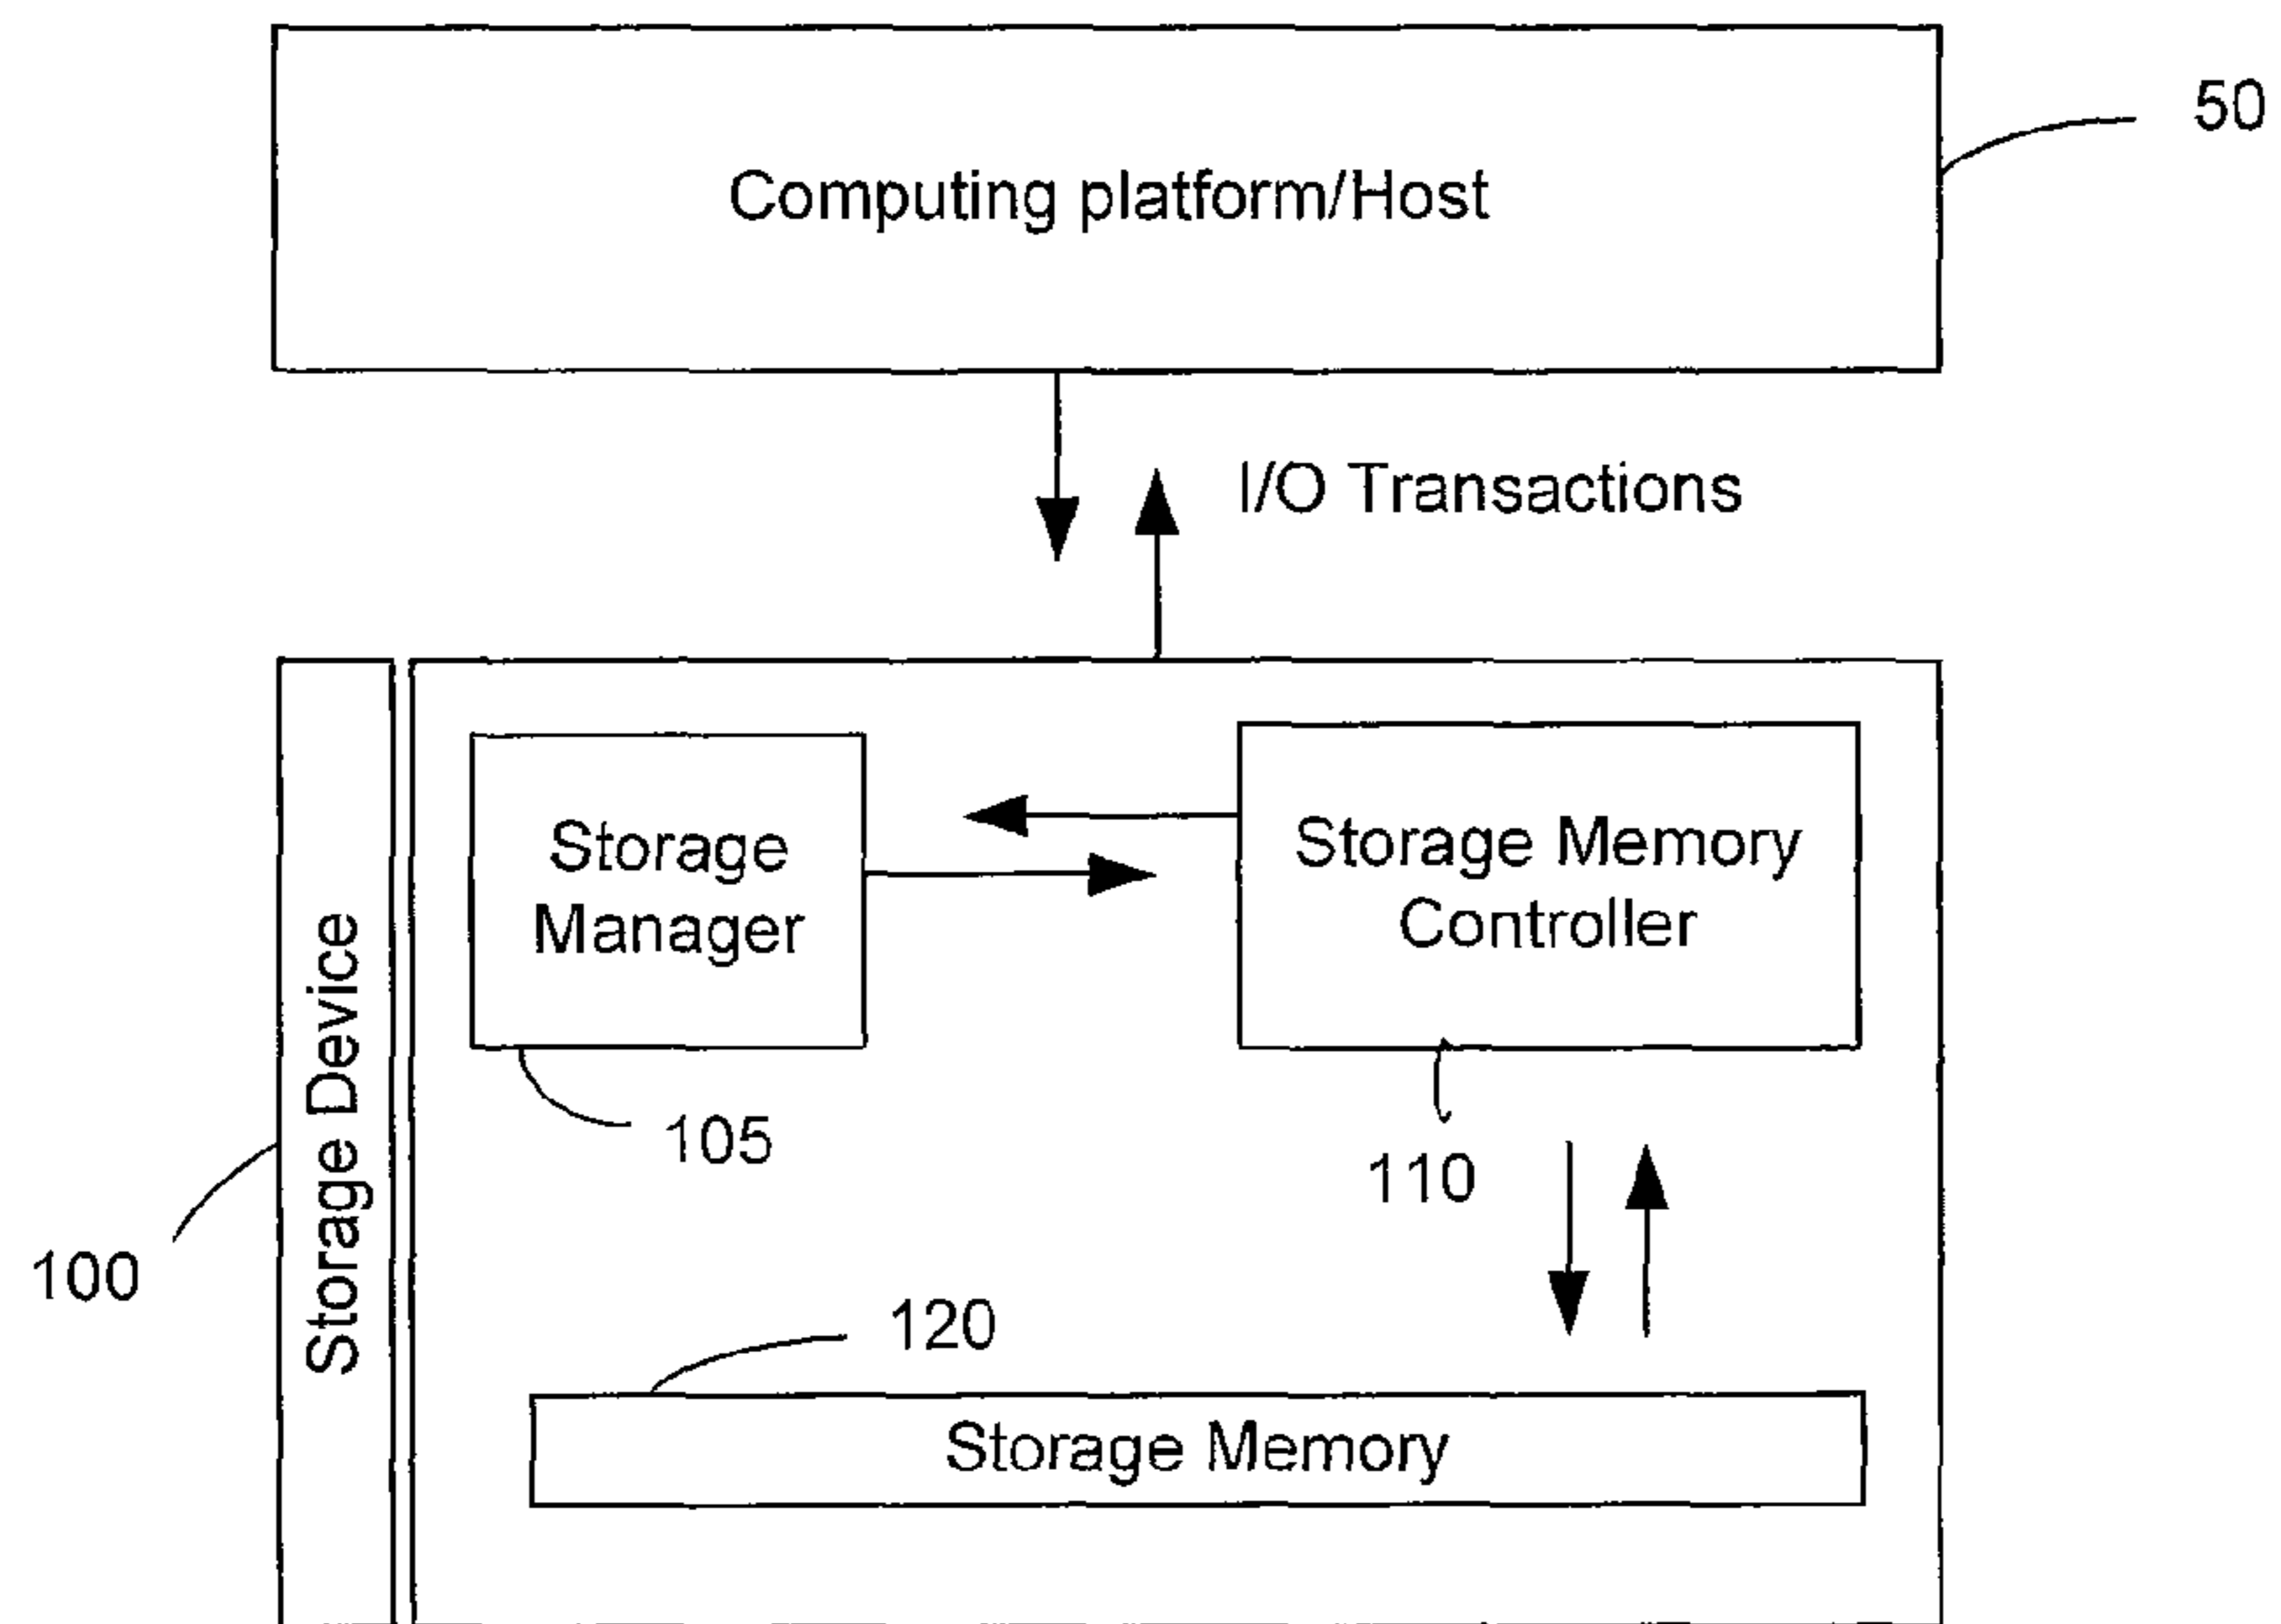 Computing platform/Host
50
I/O Transactions
Storage
Manager
Storage Memory
Controller
105
110
Storage Device
100
120
Storage Memory